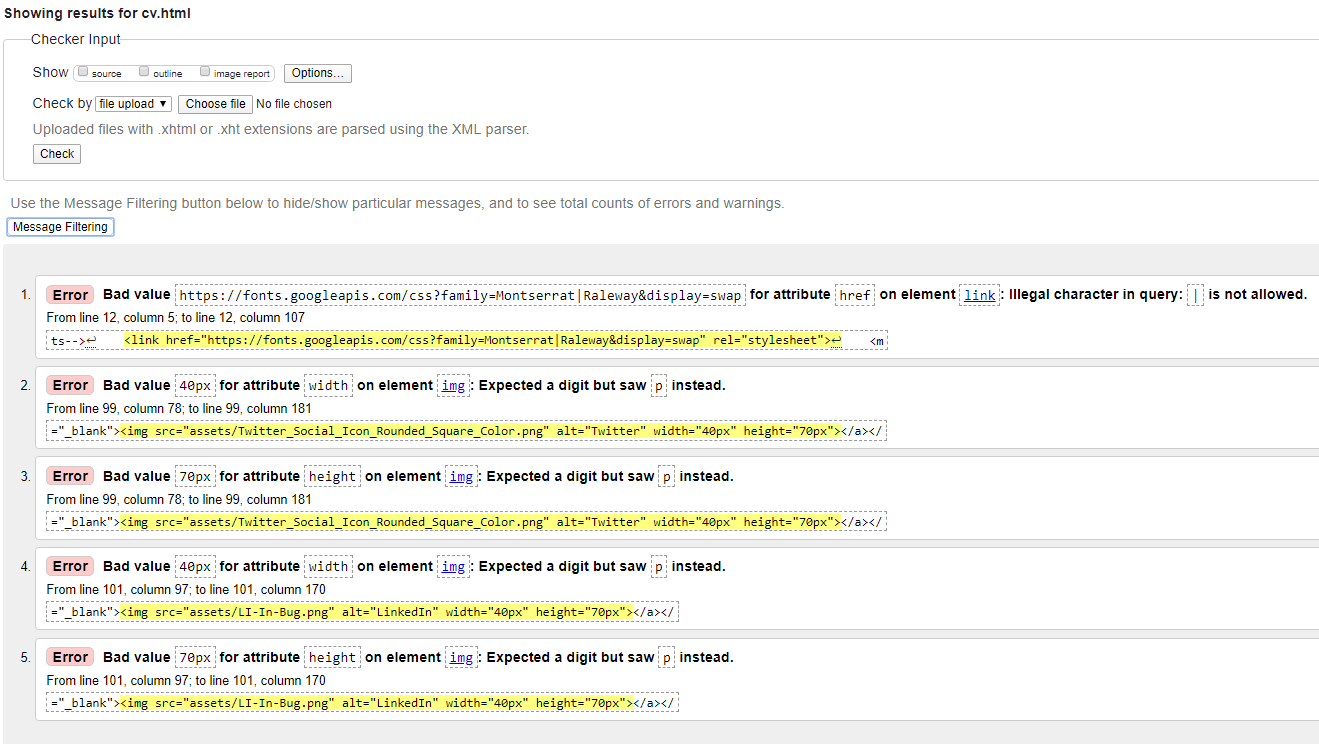 Showing results for cv.html
Checker Input
Show source outline image report Options...
Check by file upload ▼ Choose file No file chosen
Uploaded files with .xhtml or .xht extensions are parsed using the XML parser.
Check
Use the Message Filtering button below to hide/show particular messages, and to see total counts of errors and warnings.
Message Filtering
1. Error Bad value https://fonts.googleapis.com/css?family=Montserrat|Raleway&display=swap for attribute href on element link: Illegal character in query: | is not allowed.
From line 12, column 5; to line 12, column 107
ts-->↩    <link href="https://fonts.googleapis.com/css?family=Montserrat|Raleway&display=swap" rel="stylesheet">↩    <m
2. Error Bad value 40px for attribute width on element img: Expected a digit but saw p instead.
From line 99, column 78; to line 99, column 181
="_blank"><img src="assets/Twitter_Social_Icon_Rounded_Square_Color.png" alt="Twitter" width="40px" height="70px"></a></
3. Error Bad value 70px for attribute height on element img: Expected a digit but saw p instead.
From line 99, column 78; to line 99, column 181
="_blank"><img src="assets/Twitter_Social_Icon_Rounded_Square_Color.png" alt="Twitter" width="40px" height="70px"></a></
4. Error Bad value 40px for attribute width on element img: Expected a digit but saw p instead.
From line 101, column 97; to line 101, column 170
="_blank"><img src="assets/LI-In-Bug.png" alt="LinkedIn" width="40px" height="70px"></a></
5. Error Bad value 70px for attribute height on element img: Expected a digit but saw p instead.
From line 101, column 97; to line 101, column 170
="_blank"><img src="assets/LI-In-Bug.png" alt="LinkedIn" width="40px" height="70px"></a></